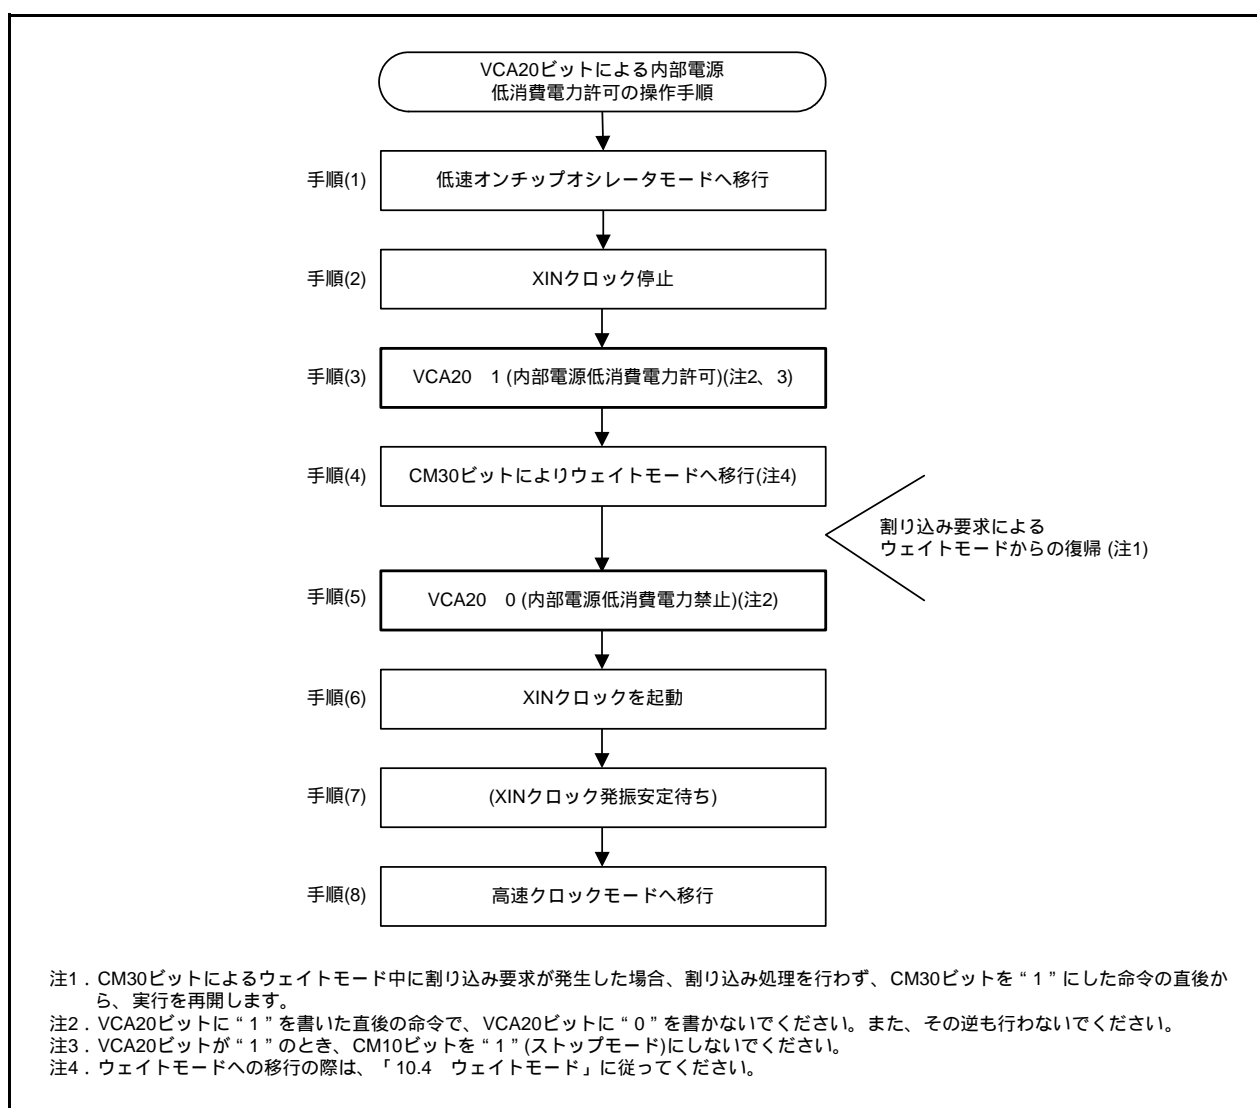 VCA20ビットによる内部電源
低消費電力許可の操作手順
手順(1)
低速オンチップオシレータモードへ移行
手順(2)
XINクロック停止
手順(3)
VCA20　1 (内部電源低消費電力許可)(注2、3)
手順(4)
CM30ビットによりウェイトモードへ移行(注4)
割り込み要求による
ウェイトモードからの復帰 (注1)
手順(5)
VCA20　0 (内部電源低消費電力禁止)(注2)
手順(6)
XINクロックを起動
手順(7)
(XINクロック発振安定待ち)
手順(8)
高速クロックモードへ移行
注1．CM30ビットによるウェイトモード中に割り込み要求が発生した場合、割り込み処理を行わず、CM30ビットを“1”にした命令の直後か
ら、実行を再開します。
注2．VCA20ビットに“1”を書いた直後の命令で、VCA20ビットに“0”を書かないでください。また、その逆も行わないでください。
注3．VCA20ビットが“1”のとき、CM10ビットを“1”(ストップモード)にしないでください。
注4．ウェイトモードへの移行の際は、「10.4　ウェイトモード」に従ってください。